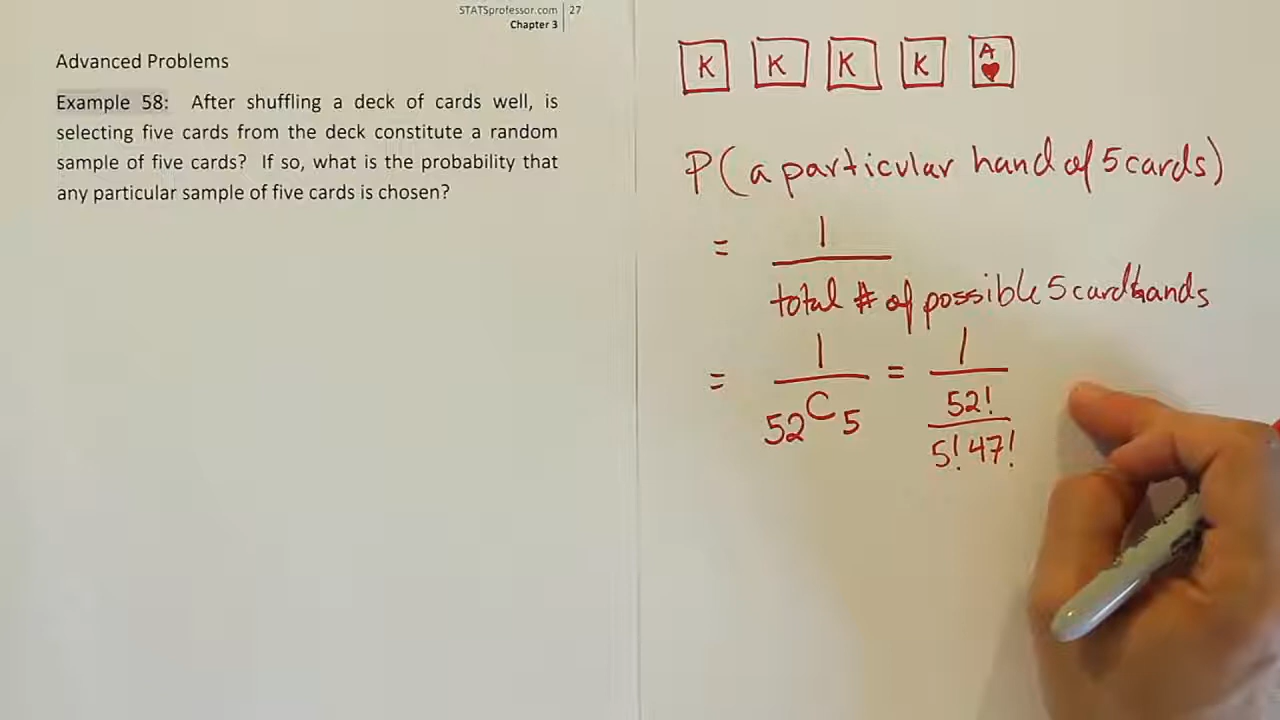 STATSprofessor.com 27
Chapter 3
Advanced Problems
Example 58: After shuffling a deck of cards well, is
selecting five cards from the deck constitute a random
sample of five cards? If so, what is the probability that
any particular sample of five cards is chosen?
K K K K A
P(a particular hand of 5 cards)
= 1
total # of possible 5 card hands
= 1 = 1
52C5 52!
5! 47!